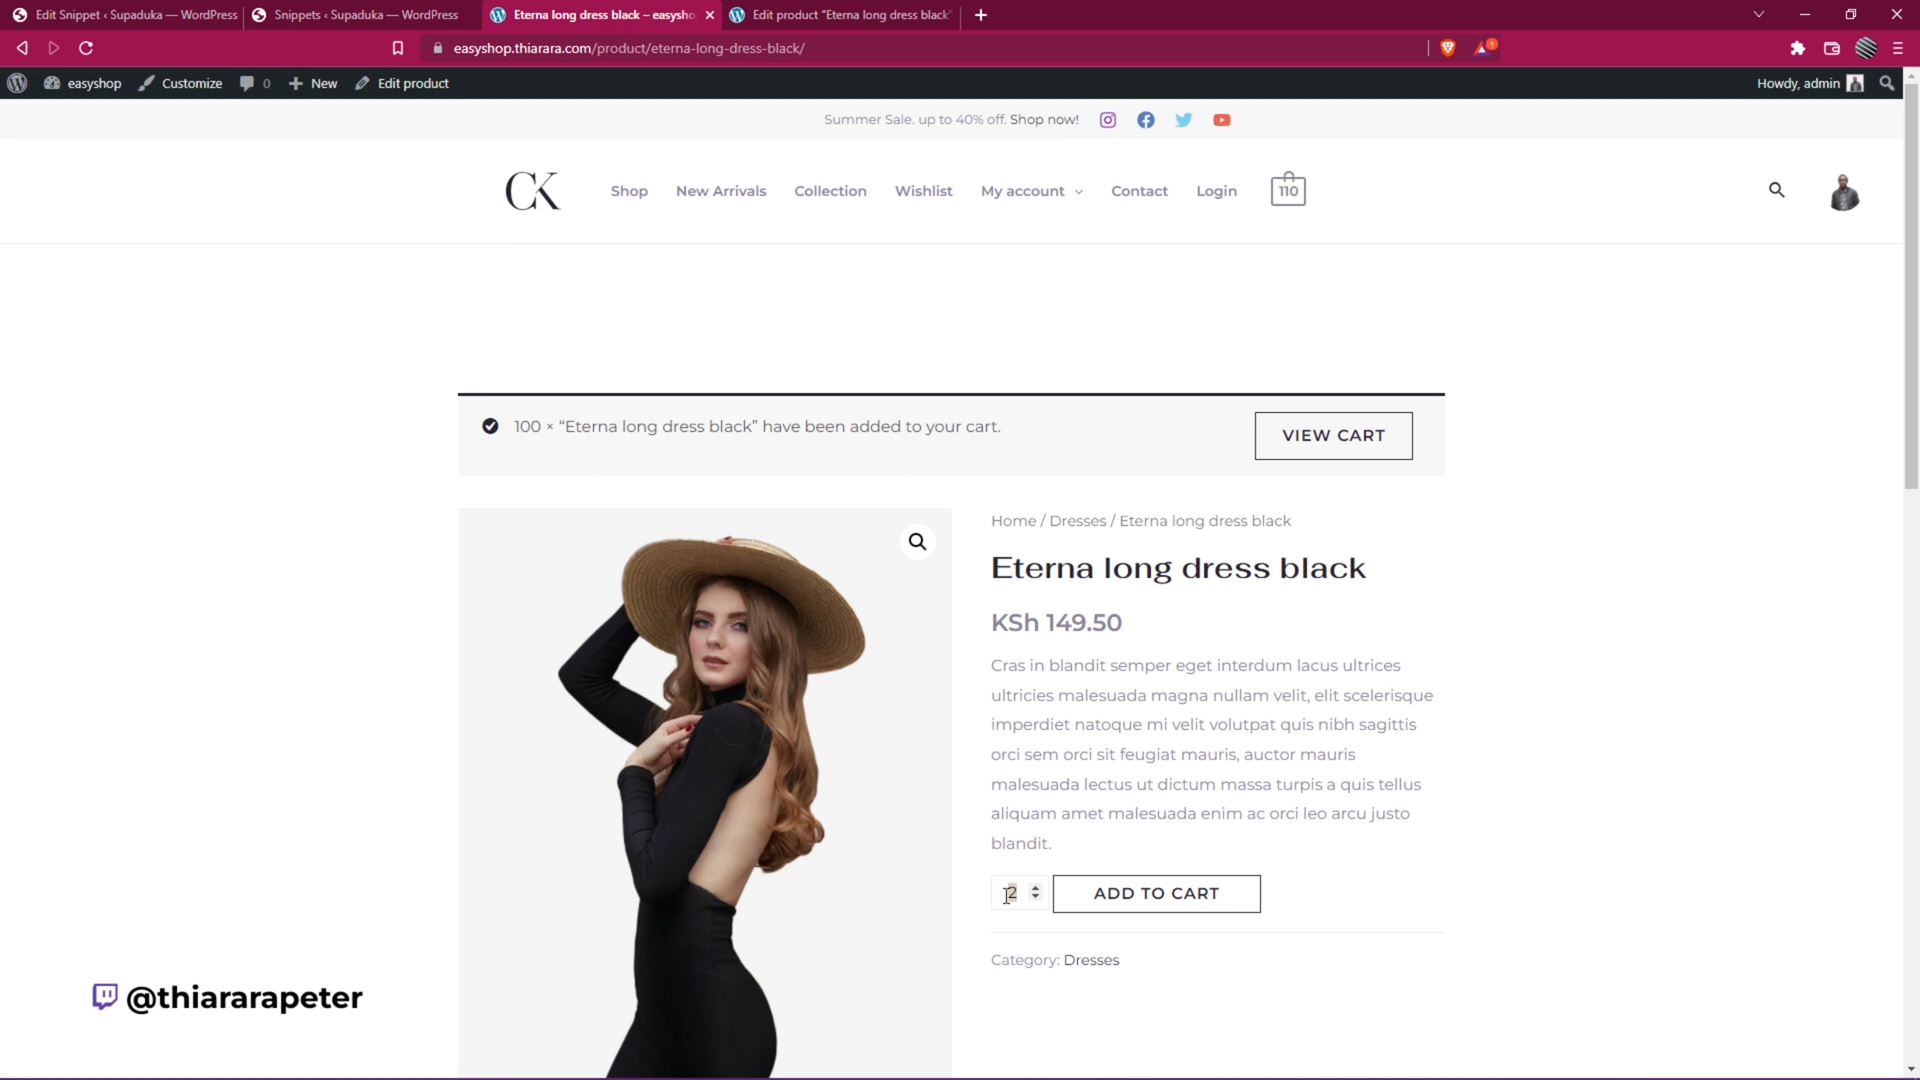 Edit Snippet ‹ Supaduka — WordPress
Snippets ‹ Supaduka — WordPress
Eterna long dress black – easysho
Edit product “Eterna long dress black”
easyshop.thiarara.com/product/eterna-long-dress-black/
1
easyshop
Customize
0
New
Edit product
Howdy, admin
Summer Sale. up to 40% off. Shop now!
CK
Shop
New Arrivals
Collection
Wishlist
My account
Contact
Login
110
100 × “Eterna long dress black” have been added to your cart.
VIEW CART
Home / Dresses / Eterna long dress black
Eterna long dress black
KSh 149.50
Cras in blandit semper eget interdum lacus ultrices
ultricies malesuada magna nullam velit, elit scelerisque
imperdiet natoque mi velit volutpat quis nibh sagittis
orci sem orci sit feugiat mauris, auctor mauris
malesuada lectus ut dictum massa turpis a quis tellus
aliquam amet malesuada enim ac orci leo arcu justo
blandit.
2
ADD TO CART
Category: Dresses
@thiararapeter